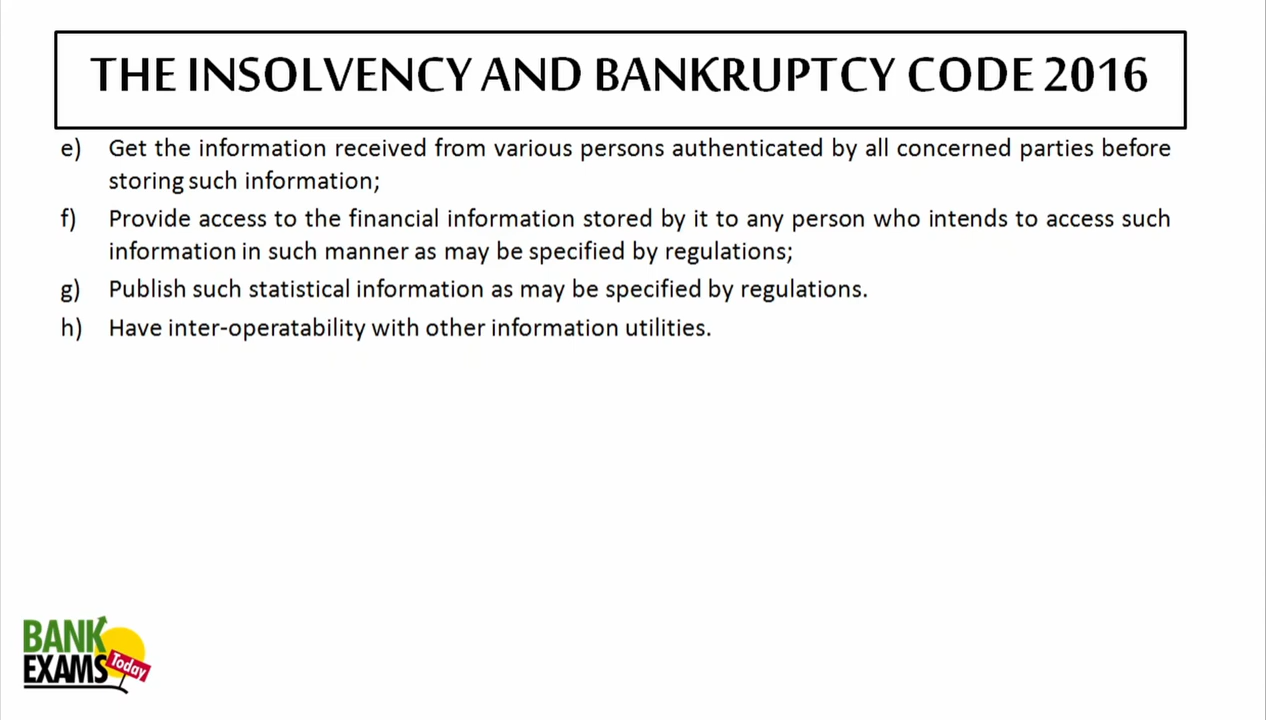 THE INSOLVENCY AND BANKRUPTCY CODE 2016
e) Get the information received from various persons authenticated by all concerned parties before
storing such information;
f) Provide access to the financial information stored by it to any person who intends to access such
information in such manner as may be specified by regulations;
g) Publish such statistical information as may be specified by regulations.
h) Have inter-operatability with other information utilities.
BANK
EXAMS Today